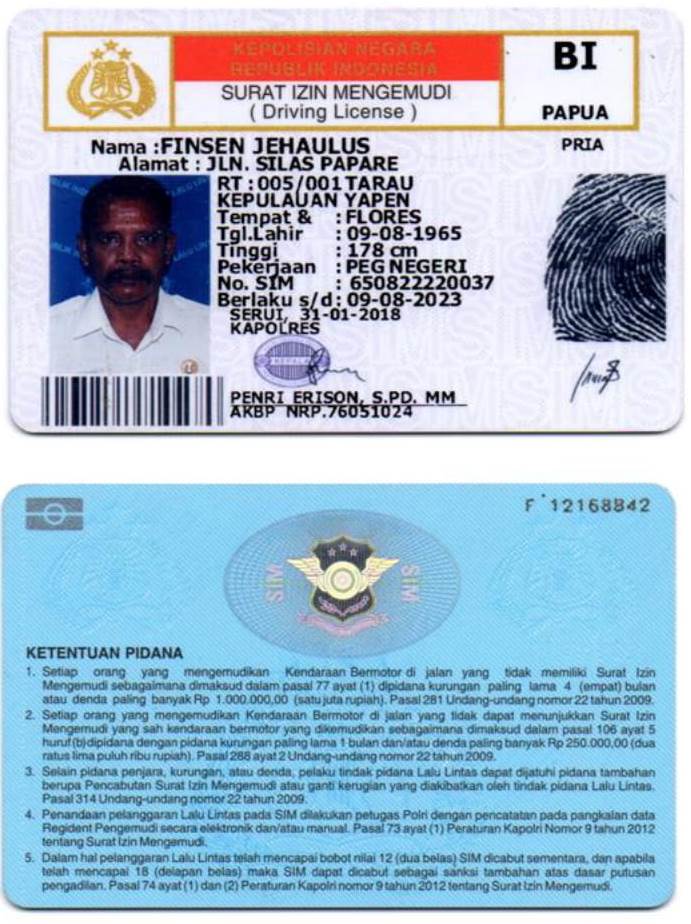 KEPOLISIAN NEGARA
REPUBLIK INDONESIA
SURAT IZIN MENGEMUDI
( Driving License )
BI
PAPUA
PRIA
Nama :FINSEN JEHAULUS
Alamat : JLN. SILAS PAPARE
RT : 005/001 TARAU
KEPULAUAN YAPEN
Tempat & : FLORES
Tgl.Lahir : 09-08-1965
Tinggi : 178 cm
Pekerjaan : PEG NEGERI
No. SIM : 650822220037
Berlaku s/d : 09-08-2023
SERUI, 31-01-2018
KAPOLRES
PENRI ERISON, S.PD. MM
AKBP NRP.76051024
F 12168842
SIM SIM
KETENTUAN PIDANA
1. Setiap orang yang mengemudikan Kendaraan Bermotor di jalan yang tidak memiliki Surat Izin
Mengemudi sebagaimana dimaksud dalam pasal 77 ayat (1) dipidana kurungan paling lama 4 (empat) bulan
atau denda paling banyak Rp 1.000.000,00 (satu juta rupiah). Pasal 281 Undang-undang nomor 22 tahun 2009.
2. Setiap orang yang mengemudikan Kendaraan Bermotor di jalan yang tidak dapat menunjukkan Surat Izin
Mengemudi yang sah kendaraan bermotor yang dikemudikan sebagaimana dimaksud dalam pasal 106 ayat 5
huruf (b)dipidana dengan pidana kurungan paling lama 1 bulan dan/atau denda paling banyak Rp 250.000,00 (dua
ratus lima puluh ribu rupiah). Pasal 288 ayat 2 Undang-undang nomor 22 tahun 2009.
3. Selain pidana penjara, kurungan, atau denda, pelaku tindak pidana Lalu Lintas dapat dijatuhi pidana tambahan
berupa Pencabutan Surat Izin Mengemudi atau ganti kerugian yang diakibatkan oleh tindak pidana Lalu Lintas.
Pasal 314 Undang-undang nomor 22 tahun 2009.
4. Penandaan pelanggaran Lalu Lintas pada SIM dilakukan petugas Polri dengan pencatatan pada pangkalan data
Regident Pengemudi secara elektronik dan/atau manual. Pasal 73 ayat (1) Peraturan Kapolri Nomor 9 tahun 2012
tentang Surat Izin Mengemudi.
5. Dalam hal pelanggaran Lalu Lintas telah mencapai bobot nilai 12 (dua belas) SIM dicabut sementara, dan apabila
telah mencapai 18 (delapan belas) maka SIM dapat dicabut sebagai sanksi tambahan atas dasar putusan
pengadilan. Pasal 74 ayat (1) dan (2) Peraturan Kapolri nomor 9 tahun 2012 tentang Surat Izin Mengemudi.